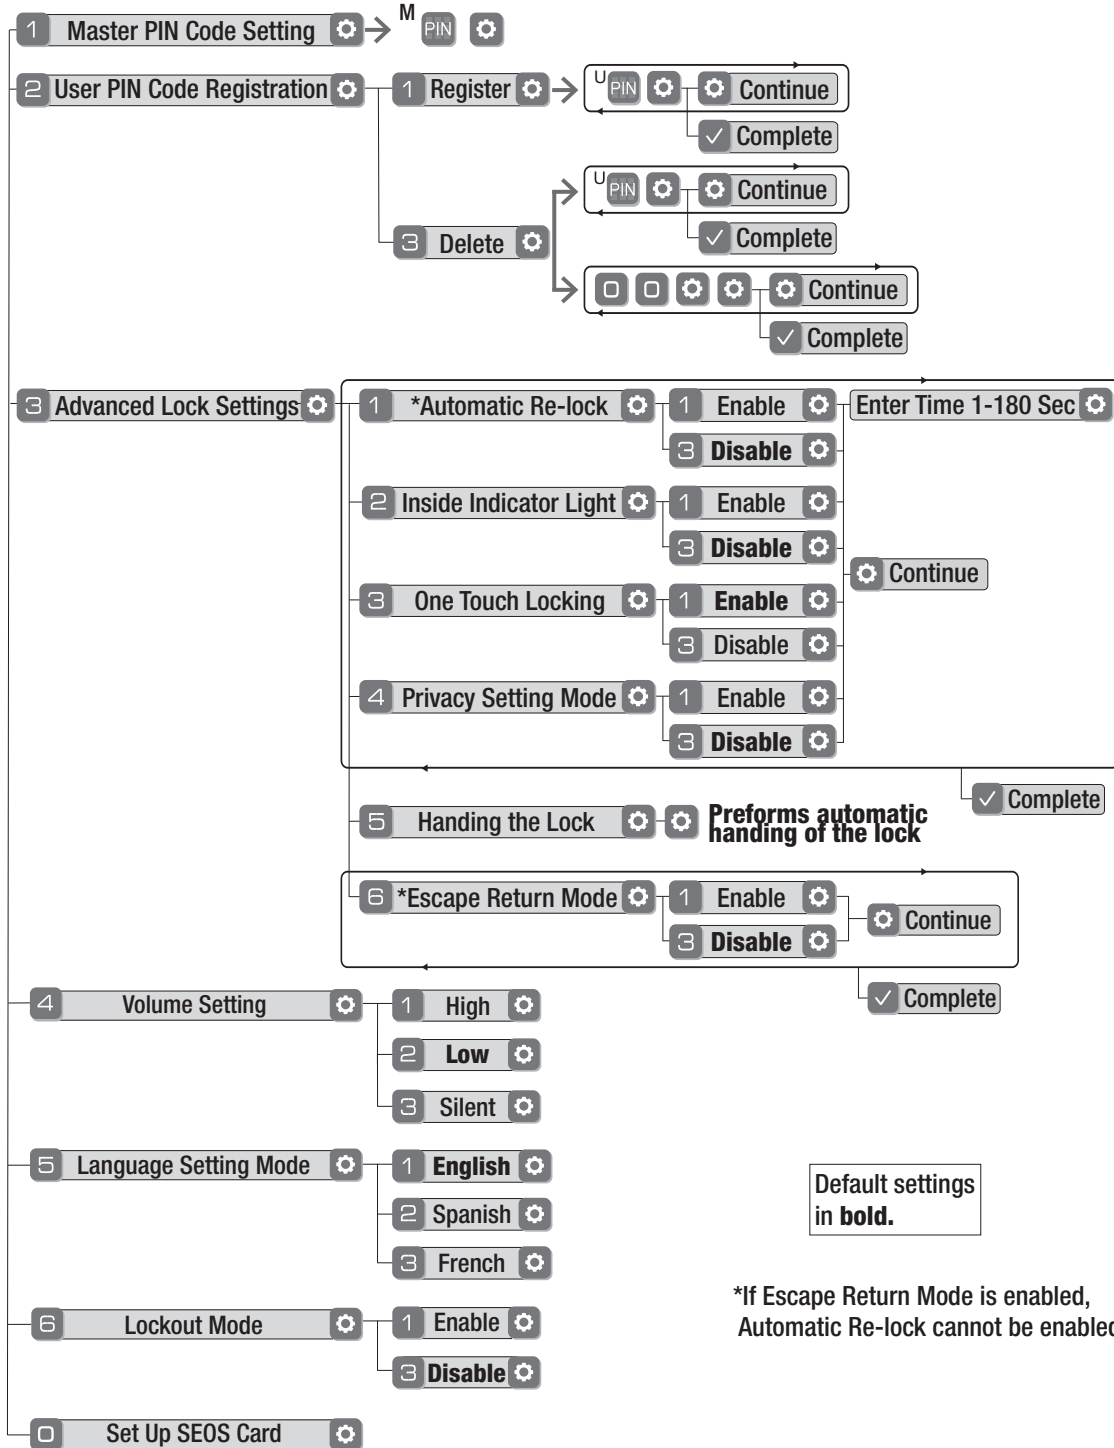 1 Master PIN Code Setting M PIN
2 User PIN Code Registration 1 Register U PIN Continue
Complete
3 Delete U PIN Continue
Complete
0 0 Continue
Complete
3 Advanced Lock Settings 1 *Automatic Re-lock 1 Enable Enter Time 1-180 Sec
3 Disable
2 Inside Indicator Light 1 Enable
3 Disable
Continue
3 One Touch Locking 1 Enable
3 Disable
4 Privacy Setting Mode 1 Enable
3 Disable
Complete
5 Handing the Lock Preforms automatic
handing of the lock
6 *Escape Return Mode 1 Enable
3 Disable
Continue
Complete
4 Volume Setting 1 High
2 Low
3 Silent
5 Language Setting Mode 1 English
2 Spanish
3 French
Default settings
in bold.
6 Lockout Mode 1 Enable
3 Disable
*If Escape Return Mode is enabled,
Automatic Re-lock cannot be enabled
0 Set Up SEOS Card